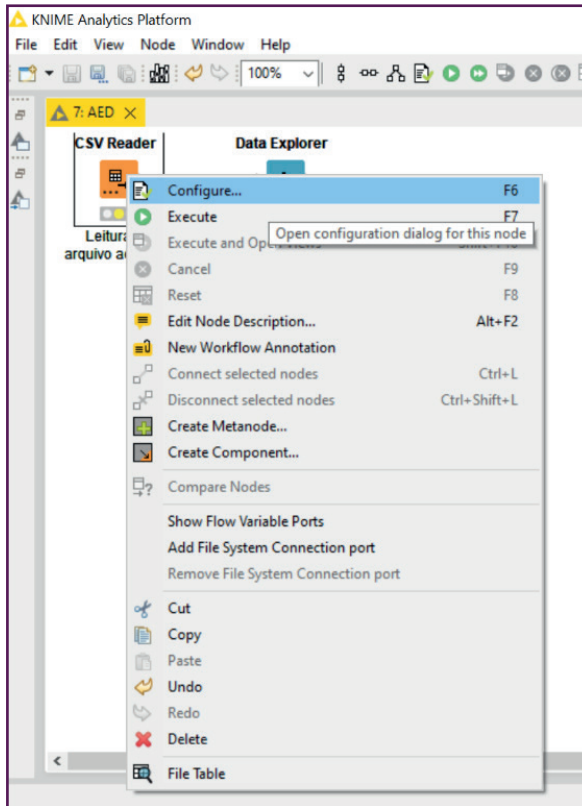 KNIME Analytics Platform
File Edit View Node Window Help
100%
7: AED
CSV Reader Data Explorer
Configure... F6
Execute F7
Open configuration dialog for this node
Execute and Op
Cancel F9
Reset F8
Leitura
arquivo
Edit Node Description... Alt+F2
New Workflow Annotation
Connect selected nodes Ctrl+L
Disconnect selected nodes Ctrl+Shift+L
Create Metanode...
Create Component...
Compare Nodes
Show Flow Variable Ports
Add File System Connection port
Remove File System Connection port
Cut
Copy
Paste
Undo
Redo
Delete
File Table